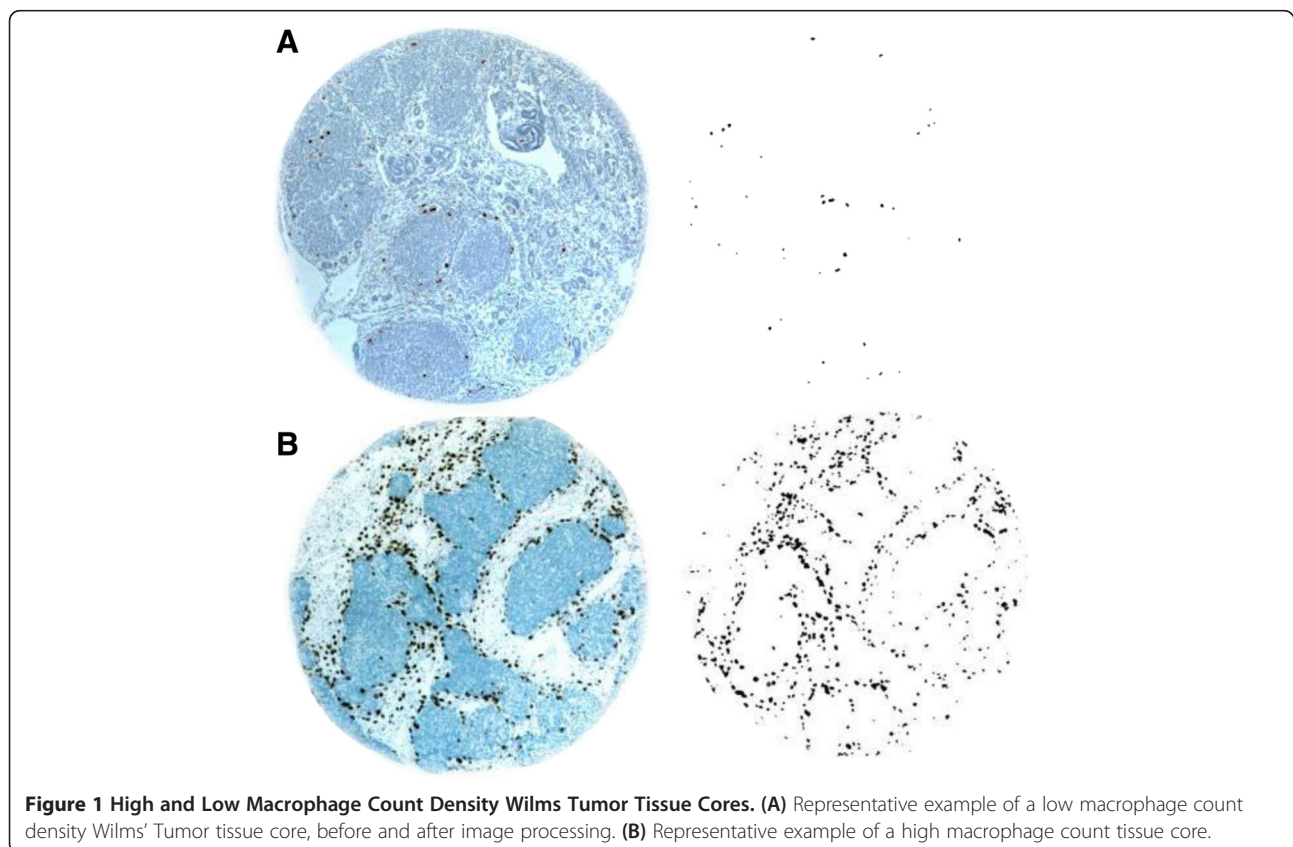 A
B
Figure 1 High and Low Macrophage Count Density Wilms Tumor Tissue Cores. (A) Representative example of a low macrophage count
density Wilms' Tumor tissue core, before and after image processing. (B) Representative example of a high macrophage count tissue core.